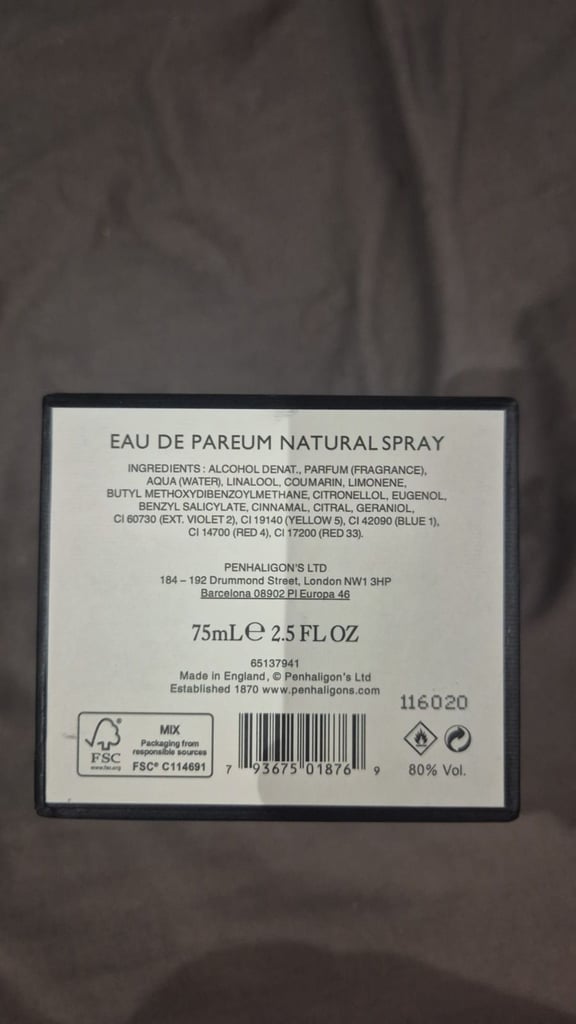 EAU DE PAREUM NATURAL SPRAY
INGREDIENTS : ALCOHOL DENAT., PARFUM (FRAGRANCE),
AQUA (WATER), LINALOOL, COUMARIN, LIMONENE,
BUTYL METHOXYDIBENZOYLMETHANE, CITRONELLOL, EUGENOL,
BENZYL SALICYLATE, CINNAMAL, CITRAL, GERANIOL,
CI 60730 (EXT. VIOLET 2), CI 19140 (YELLOW 5), CI 42090 (BLUE 1),
CI 14700 (RED 4), CI 17200 (RED 33).
PENHALIGON'S LTD
184 – 192 Drummond Street, London NW1 3HP
Barcelona 08902 Pl Europa 46
75mL℮ 2.5 FL OZ
65137941
Made in England, © Penhaligon's Ltd
Established 1870 www.penhaligons.com
116020
FSC
www.fsc.org
MIX
Packaging from
responsible sources
FSC® C114691
7 93675 01876 9
80% Vol.